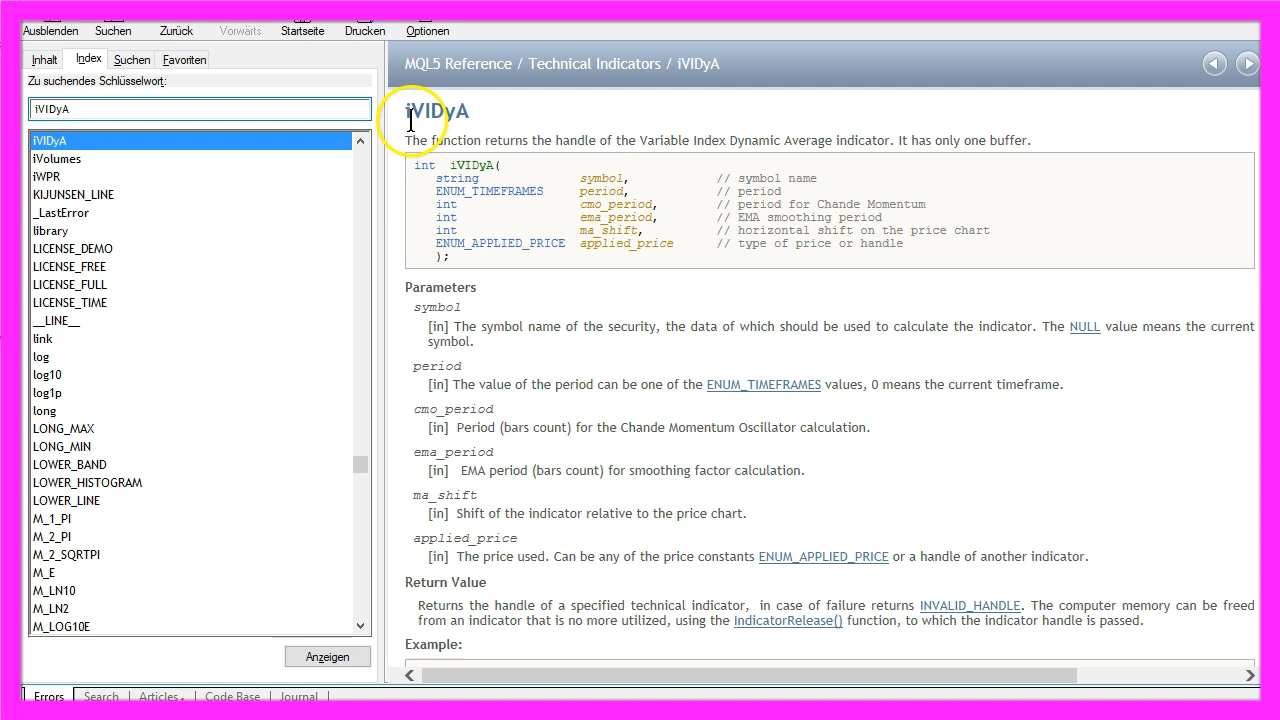 Ausblenden Suchen Zurück Vorwärts Startseite Drucken Optionen
Inhalt Index Suchen Favoriten
Zu suchendes Schlüsselwort:
iVIDyA
iVIDyA
iVolumes
iWPR
KIJUNSEN_LINE
_LastError
library
LICENSE_DEMO
LICENSE_FREE
LICENSE_FULL
LICENSE_TIME
__LINE__
link
log
log10
log1p
long
LONG_MAX
LONG_MIN
LOWER_BAND
LOWER_HISTOGRAM
LOWER_LINE
M_1_PI
M_2_PI
M_2_SQRTPI
M_E
M_LN10
M_LN2
M_LOG10E
Anzeigen
MQL5 Reference / Technical Indicators / iVIDyA
iVIDyA
The function returns the handle of the Variable Index Dynamic Average indicator. It has only one buffer.
int iVIDyA(
string symbol, // symbol name
ENUM_TIMEFRAMES period, // period
int cmo_period, // period for Chande Momentum
int ema_period, // EMA smoothing period
int ma_shift, // horizontal shift on the price chart
ENUM_APPLIED_PRICE applied_price // type of price or handle
);
Parameters
symbol
[in] The symbol name of the security, the data of which should be used to calculate the indicator. The NULL value means the current
symbol.
period
[in] The value of the period can be one of the ENUM_TIMEFRAMES values, 0 means the current timeframe.
cmo_period
[in] Period (bars count) for the Chande Momentum Oscillator calculation.
ema_period
[in] EMA period (bars count) for smoothing factor calculation.
ma_shift
[in] Shift of the indicator relative to the price chart.
applied_price
[in] The price used. Can be any of the price constants ENUM_APPLIED_PRICE or a handle of another indicator.
Return Value
Returns the handle of a specified technical indicator, in case of failure returns INVALID_HANDLE. The computer memory can be freed
from an indicator that is no more utilized, using the IndicatorRelease() function, to which the indicator handle is passed.
Example:
Errors Search Articles Code Base Journal